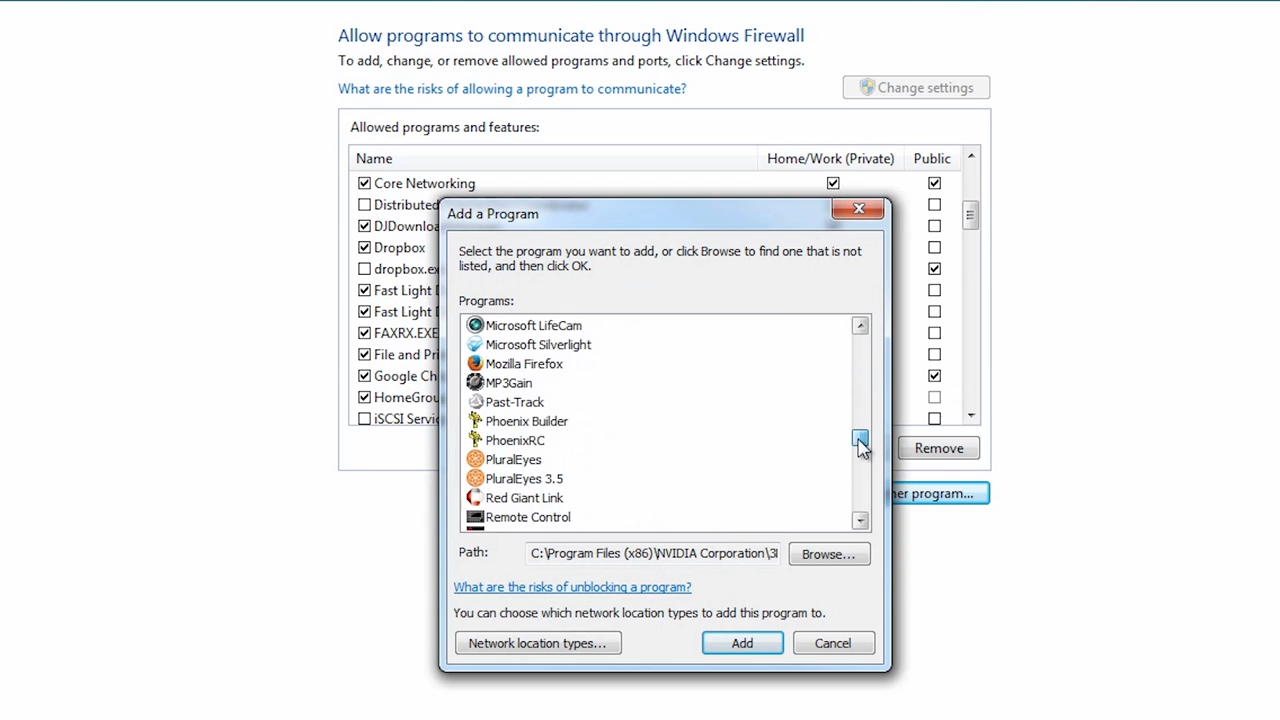 Allow programs to communicate through Windows Firewall
To add, change, or remove allowed programs and ports, click Change settings.
What are the risks of allowing a program to communicate?
Change settings
Allowed programs and features:
Name Home/Work (Private) Public
Core Networking
Distributed
DJDownloa
Dropbox
dropbox.ex
Fast Light D
Fast Light D
FAXRX.EXE
File and Pri
Google Ch
HomeGrou
iSCSI Servic
Remove
her program...
Add a Program
Select the program you want to add, or click Browse to find one that is not
listed, and then click OK.
Programs:
Microsoft LifeCam
Microsoft Silverlight
Mozilla Firefox
MP3Gain
Past-Track
Phoenix Builder
PhoenixRC
PluralEyes
PluralEyes 3.5
Red Giant Link
Remote Control
Path: C:\Program Files (x86)\NVIDIA Corporation\3I
Browse...
What are the risks of unblocking a program?
You can choose which network location types to add this program to.
Network location types...
Add
Cancel